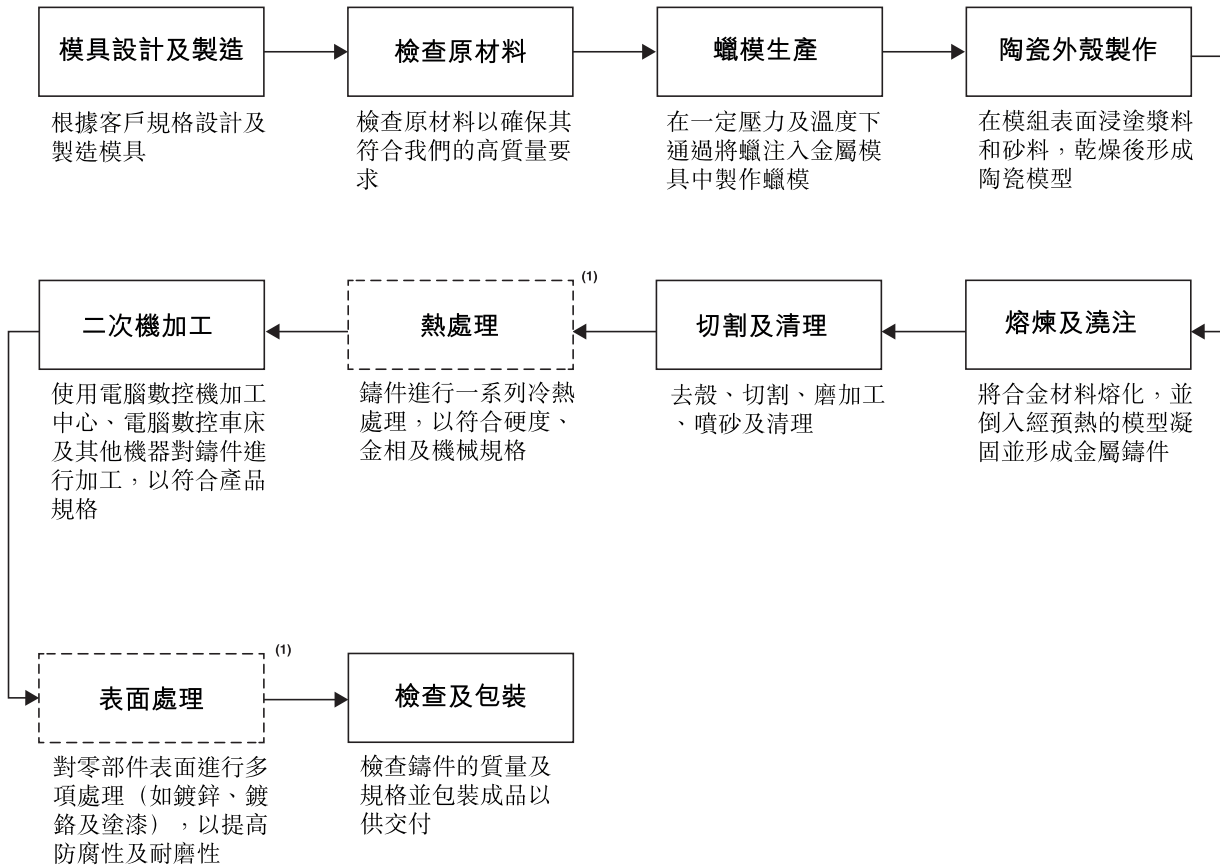 模具設計及製造
根據客戶規格設計及
製造模具
檢查原材料
檢查原材料以確保其
符合我們的高質量要
求
蠟模生產
在一定壓力及溫度下
通過將蠟注入金屬模
具中製作蠟模
陶瓷外殼製作
在模組表面浸塗漿料
和砂料，乾燥後形成
陶瓷模型
熔煉及澆注
將合金材料熔化，並
倒入經預熱的模型凝
固並形成金屬鑄件
切割及清理
去殼、切割、磨加工
、噴砂及清理
熱處理
(1)
鑄件進行一系列冷熱
處理，以符合硬度、
金相及機械規格
二次機加工
使用電腦數控機加工
中心、電腦數控車床
及其他機器對鑄件進
行加工，以符合產品
規格
表面處理
(1)
對零部件表面進行多
項處理（如鍍鋅、鍍
鉻及塗漆），以提高
防腐性及耐磨性
檢查及包裝
檢查鑄件的質量及
規格並包裝成品以
供交付